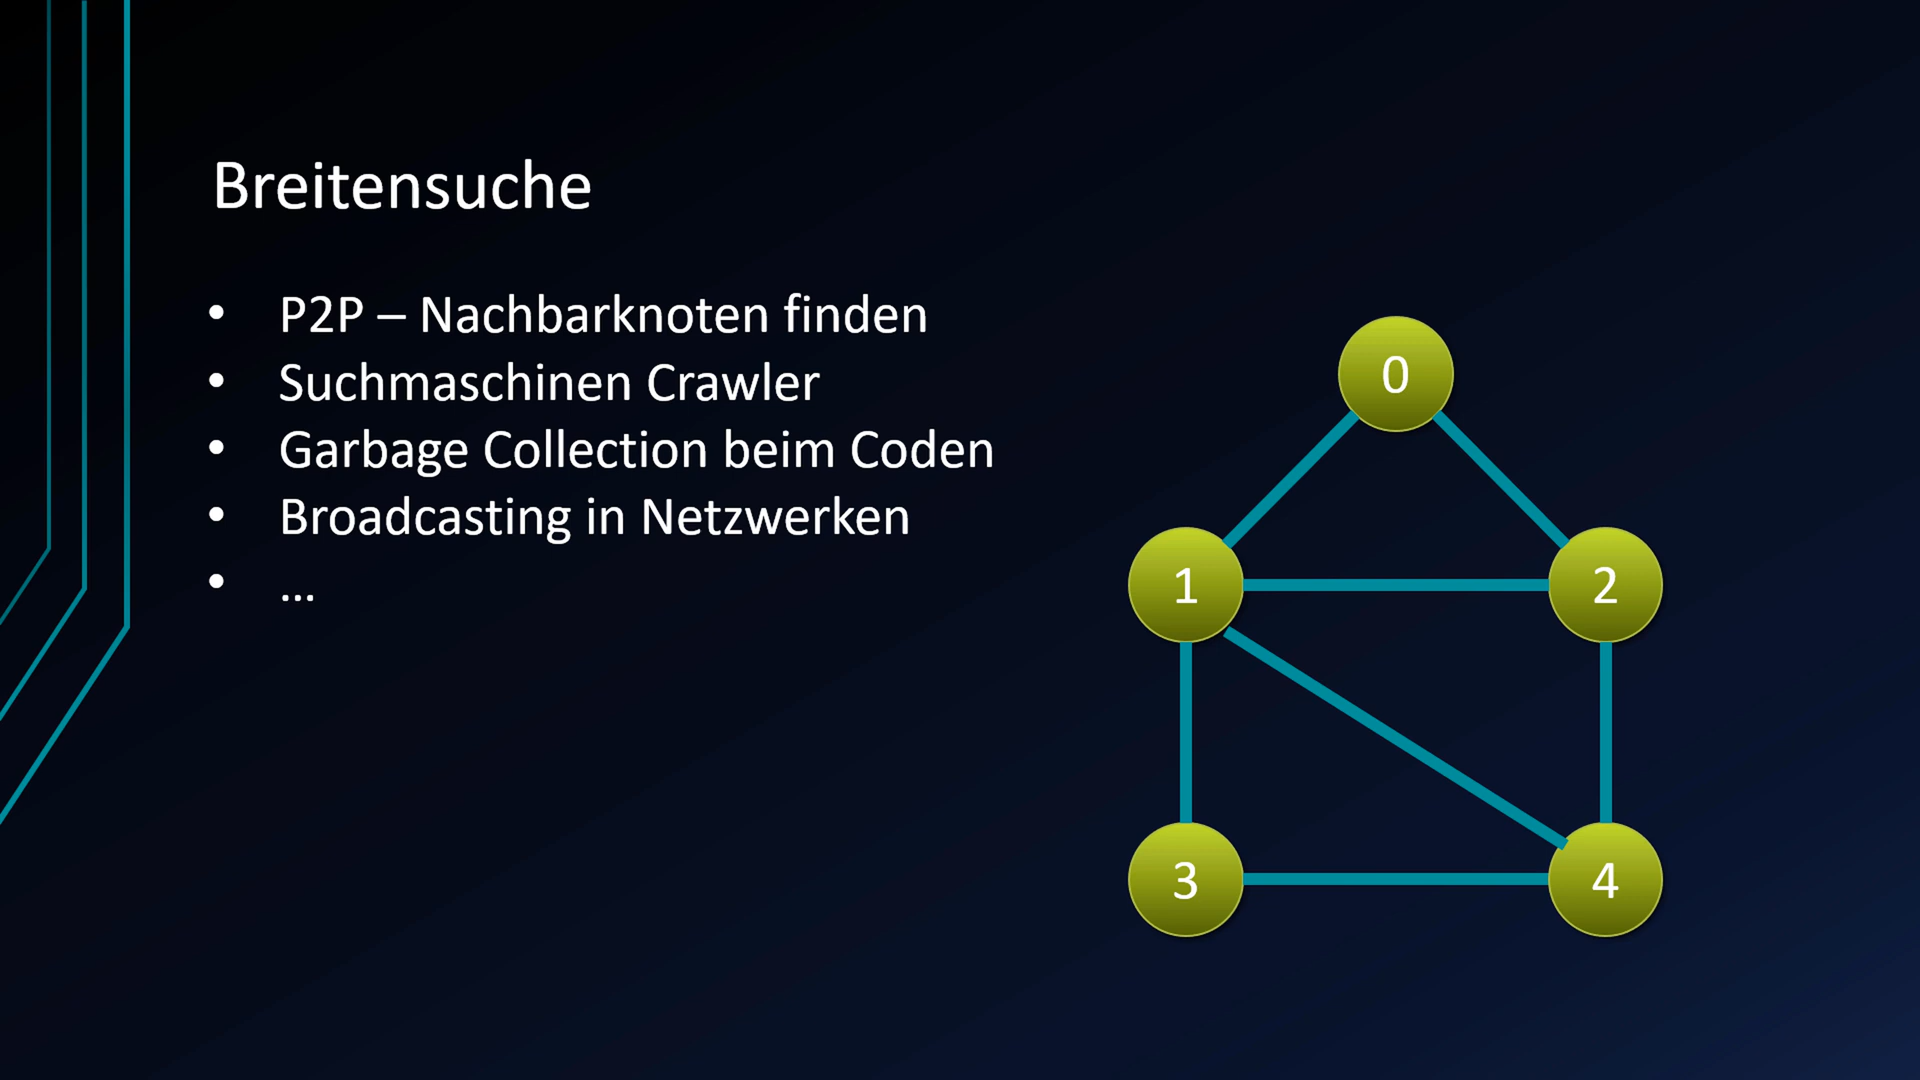 Breitensuche
• P2P – Nachbarknoten finden
• Suchmaschinen Crawler
• Garbage Collection beim Coden
• Broadcasting in Netzwerken
• ...
0
1 2
3 4